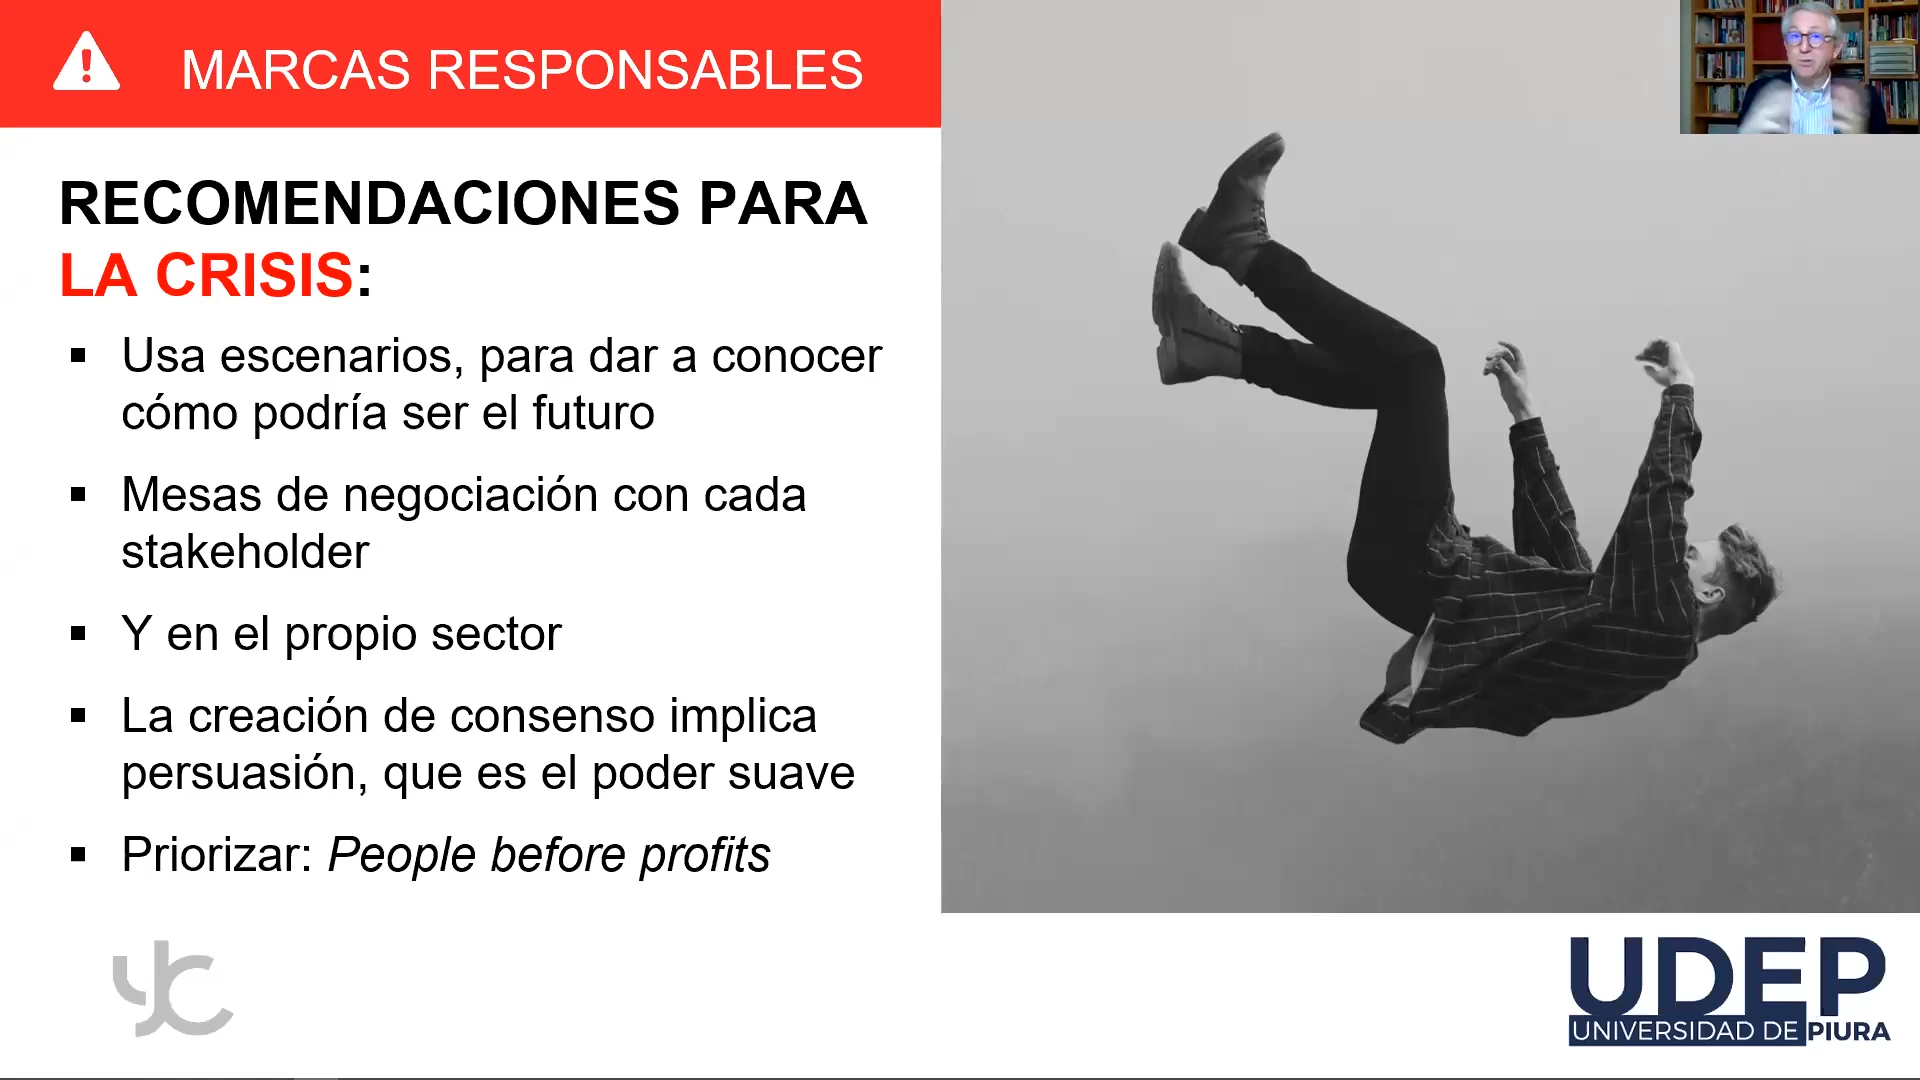 MARCAS RESPONSABLES
RECOMENDACIONES PARA
LA CRISIS:
▪ Usa escenarios, para dar a conocer
cómo podría ser el futuro
▪ Mesas de negociación con cada
stakeholder
▪ Y en el propio sector
▪ La creación de consenso implica
persuasión, que es el poder suave
▪ Priorizar: People before profits
UDEP
UNIVERSIDAD DE PIURA